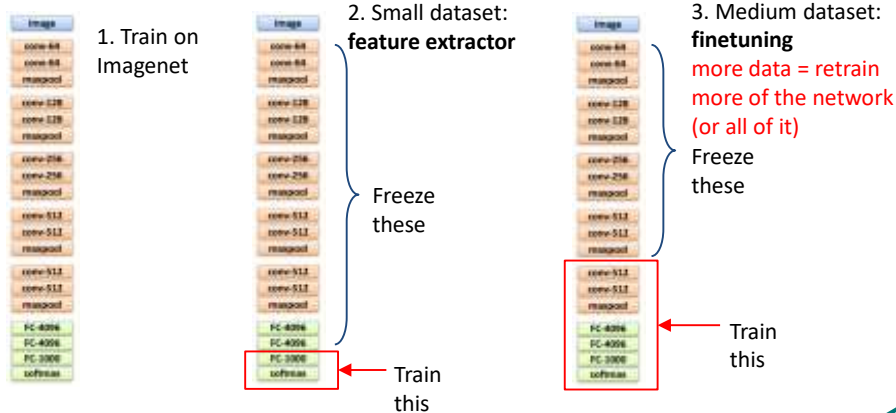 image
conv-64
conv-64
maxpool
conv-128
conv-128
maxpool
conv-256
conv-256
maxpool
conv-512
conv-512
maxpool
conv-512
conv-512
maxpool
FC-4096
FC-4096
FC-1000
softmax
1. Train on
Imagenet
2. Small dataset:
feature extractor
image
conv-64
conv-64
maxpool
conv-128
conv-128
maxpool
conv-256
conv-256
maxpool
conv-512
conv-512
maxpool
conv-512
conv-512
maxpool
FC-4096
FC-4096
FC-1000
softmax
Freeze
these
Train
this
3. Medium dataset:
finetuning
more data = retrain
more of the network
(or all of it)
image
conv-64
conv-64
maxpool
conv-128
conv-128
maxpool
conv-256
conv-256
maxpool
conv-512
conv-512
maxpool
conv-512
conv-512
maxpool
FC-4096
FC-4096
FC-1000
softmax
Freeze
these
Train
this